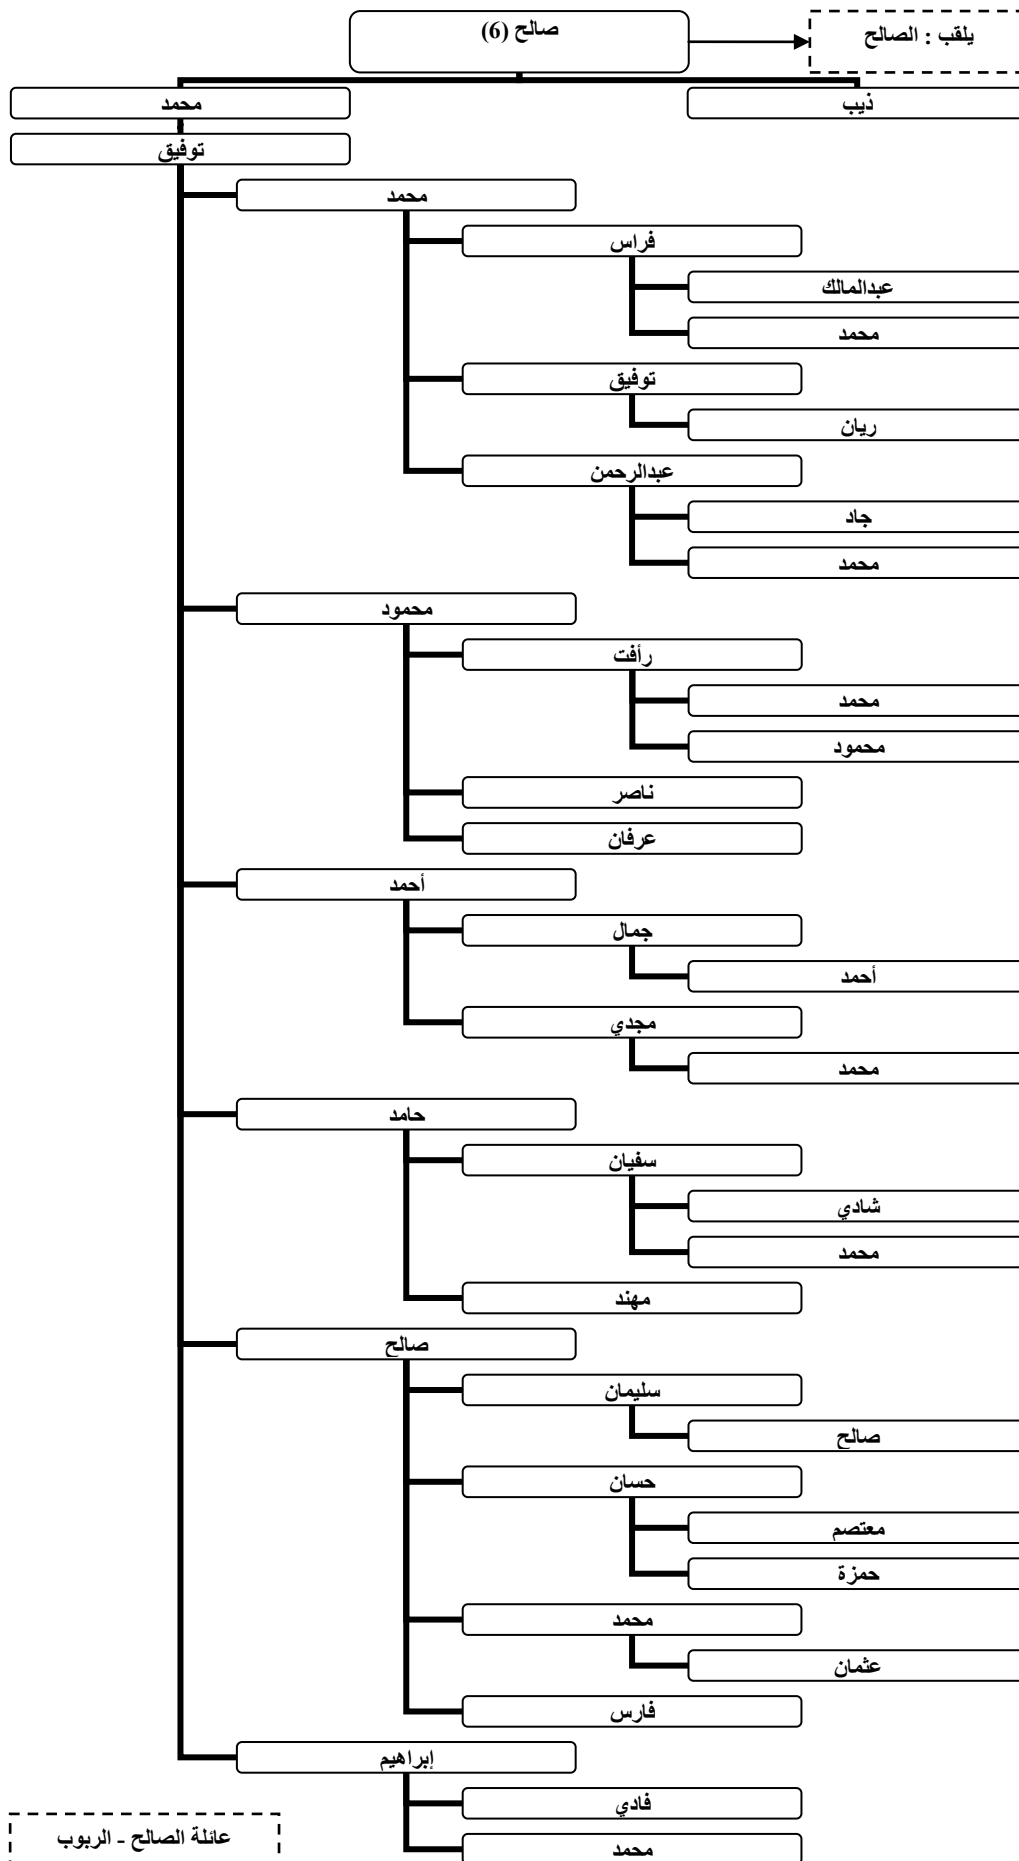 صالح (6)
يلقب : الصالح
ذيب
محمد
توفيق
محمد
فراس
عبدالمالك
محمد
توفيق
ريان
عبدالرحمن
جاد
محمد
محمود
رأفت
محمد
محمود
ناصر
عرفان
أحمد
جمال
أحمد
مجدي
محمد
حامد
سفيان
شادي
محمد
مهند
صالح
سليمان
صالح
حسان
معتصم
حمزة
محمد
عثمان
فارس
إبراهيم
فادي
محمد
عائلة الصالح - الربوب